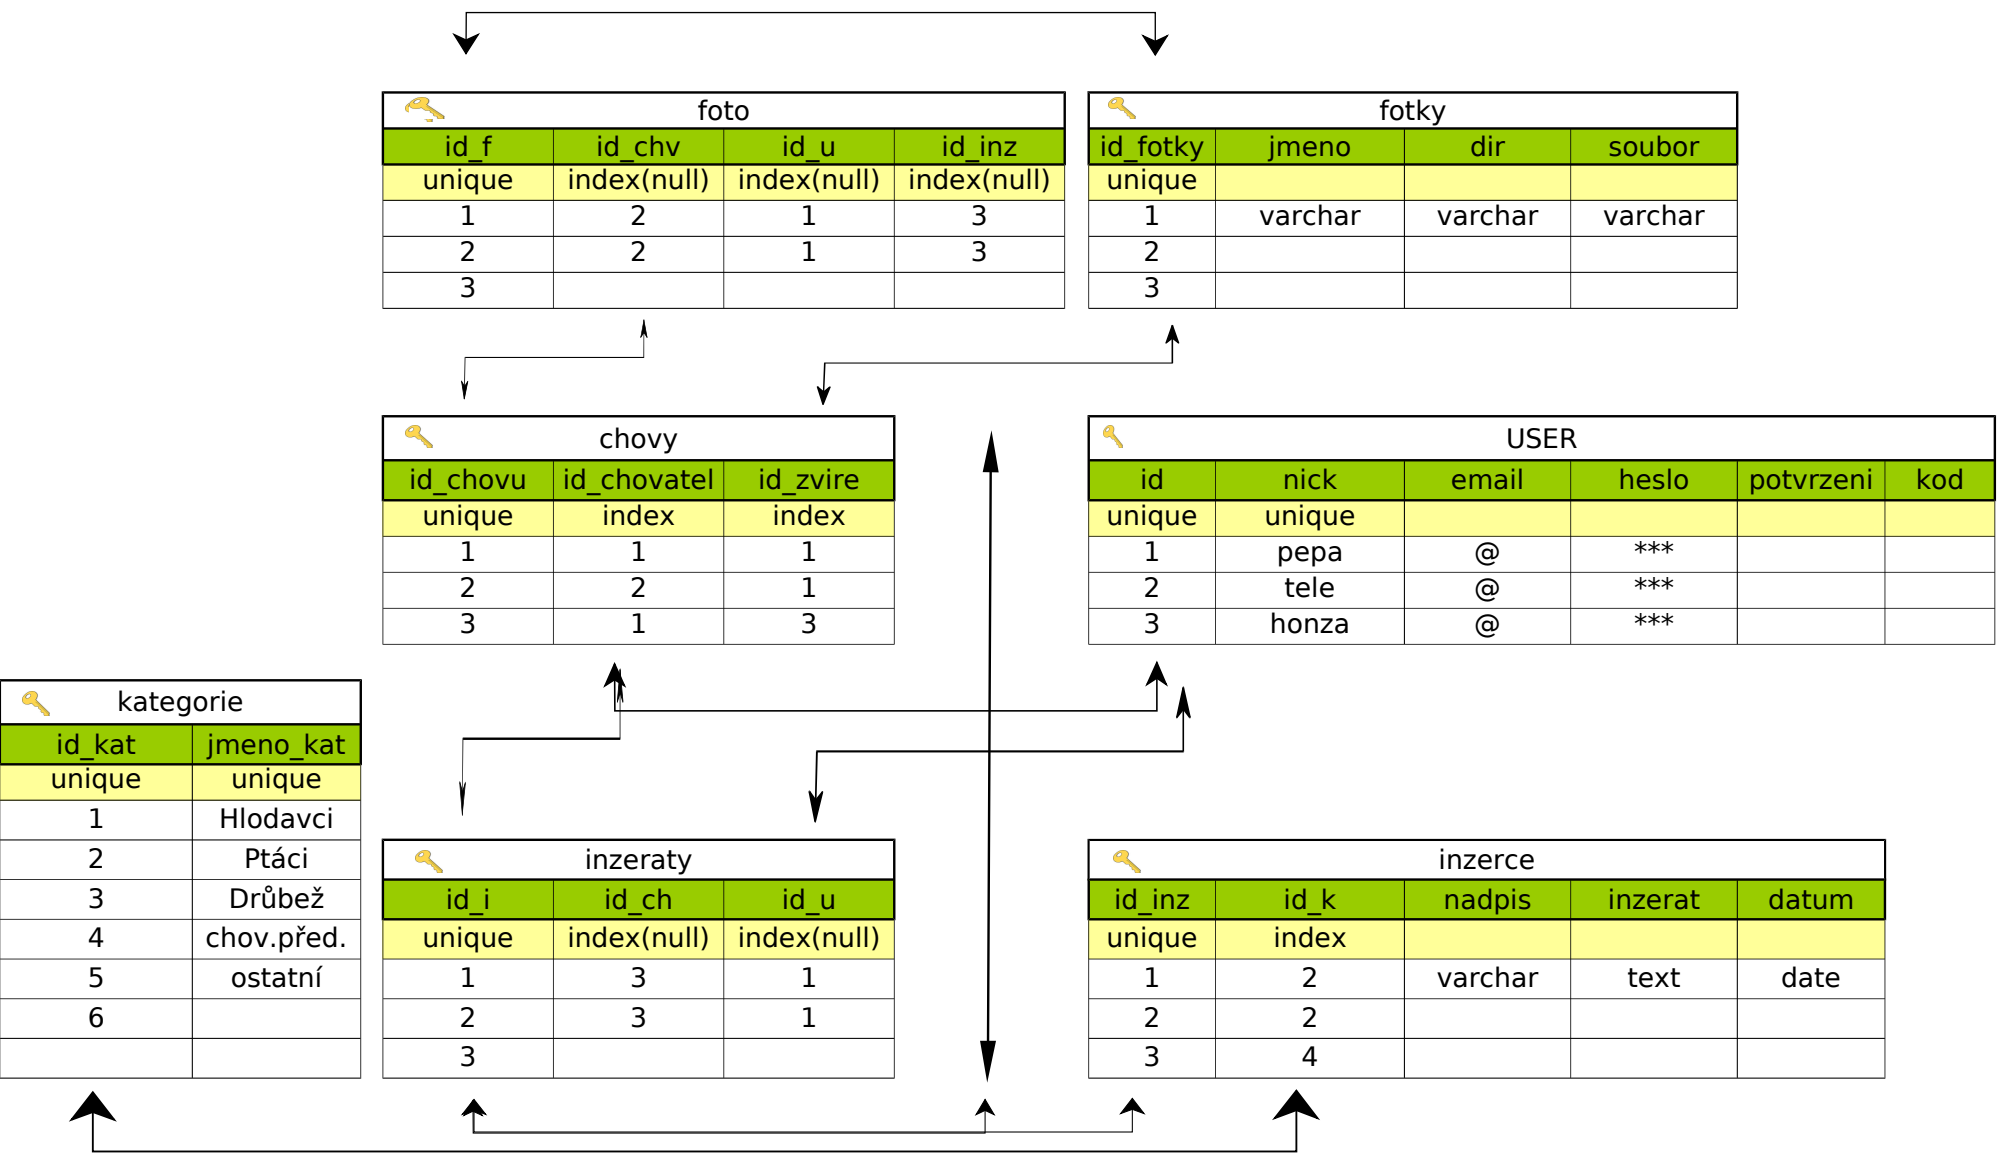 foto
id_f id_chv id_u id_inz
unique index(null) index(null) index(null)
1 2 1 3
2 2 1 3
3
fotky
id_fotky jmeno dir soubor
unique
1 varchar varchar varchar
2
3
chovy
id_chovu id_chovatel id_zvire
unique index index
1 1 1
2 2 1
3 1 3
USER
id nick email heslo potvrzeni kod
unique unique
1 pepa @ ***
2 tele @ ***
3 honza @ ***
kategorie
id_kat jmeno_kat
unique unique
1 Hlodavci
2 Ptáci
3 Drůbež
4 chov.před.
5 ostatní
6
inzeraty
id_i id_ch id_u
unique index(null) index(null)
1 3 1
2 3 1
3
inzerce
id_inz id_k nadpis inzerat datum
unique index
1 2 varchar text date
2 2
3 4